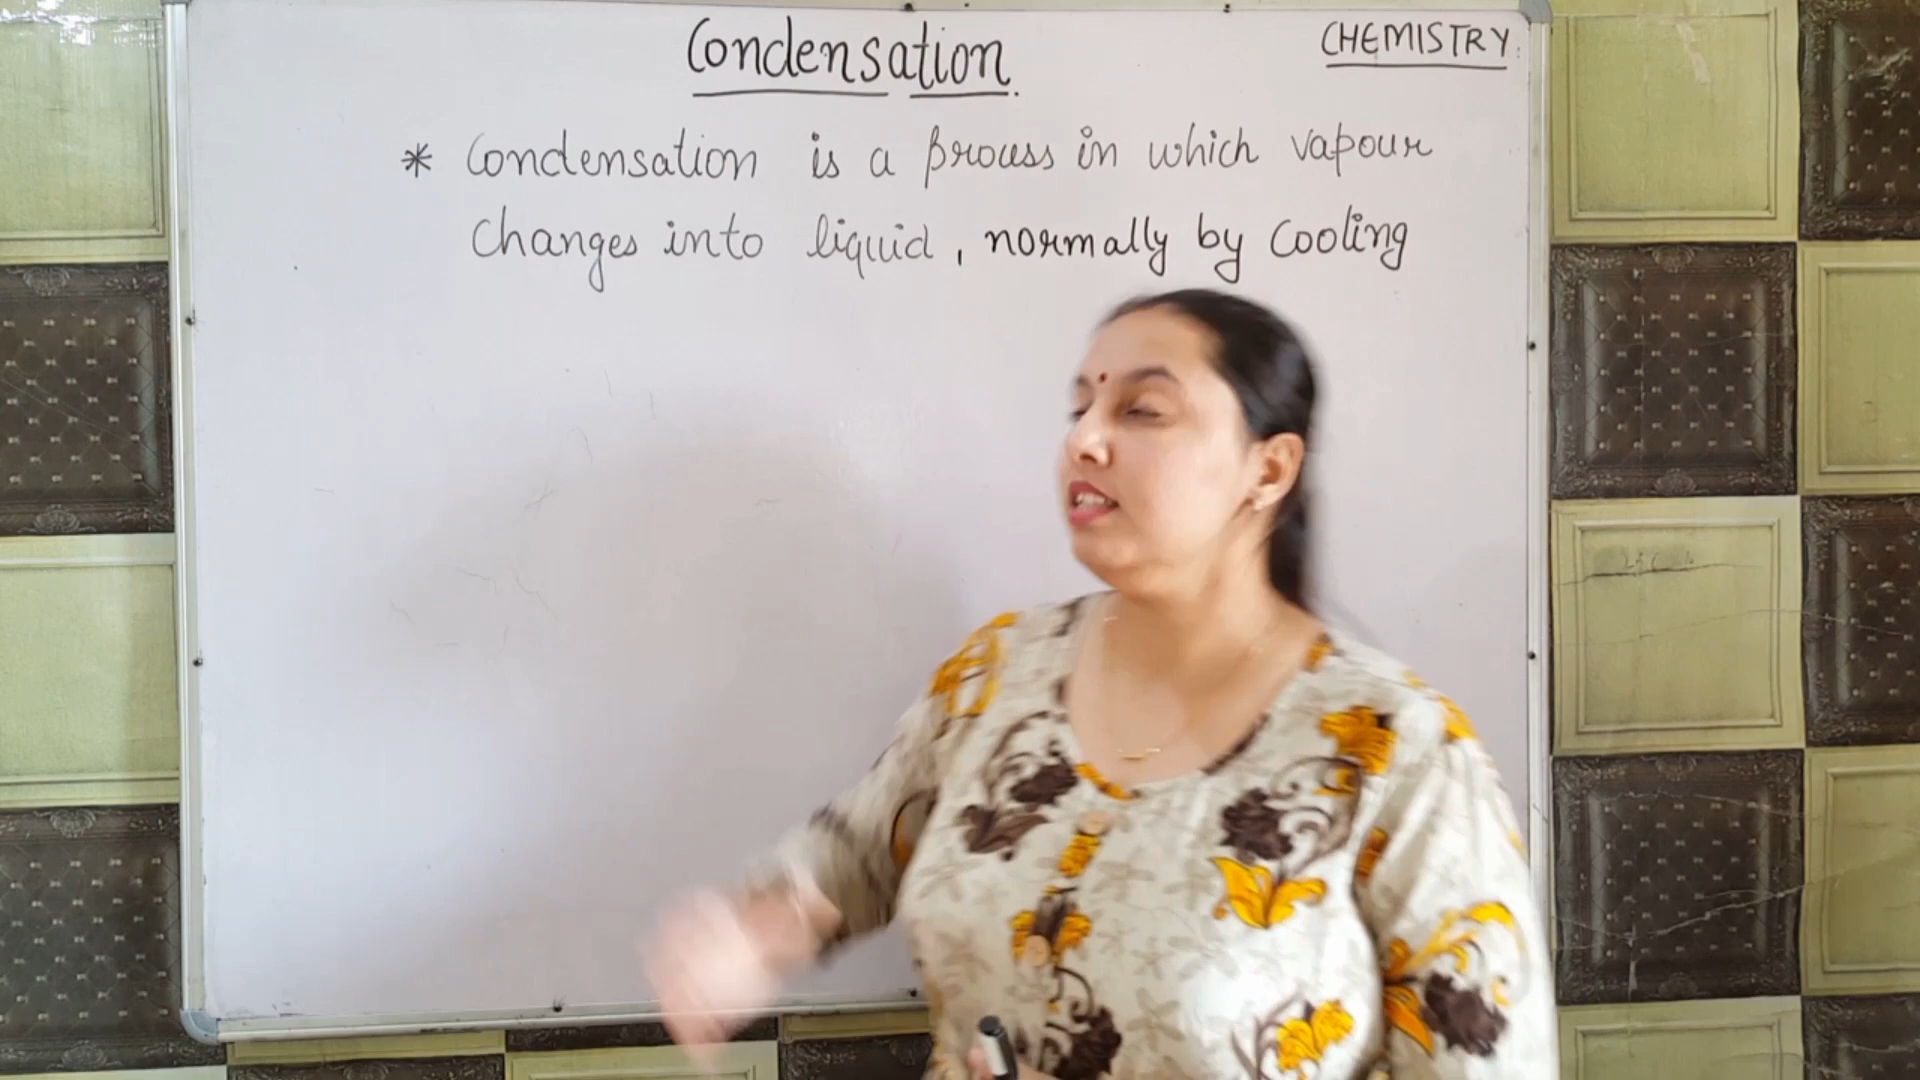 Condensation.
CHEMISTRY.
* Condensation is a process in which vapour
changes into liquid, normally by cooling